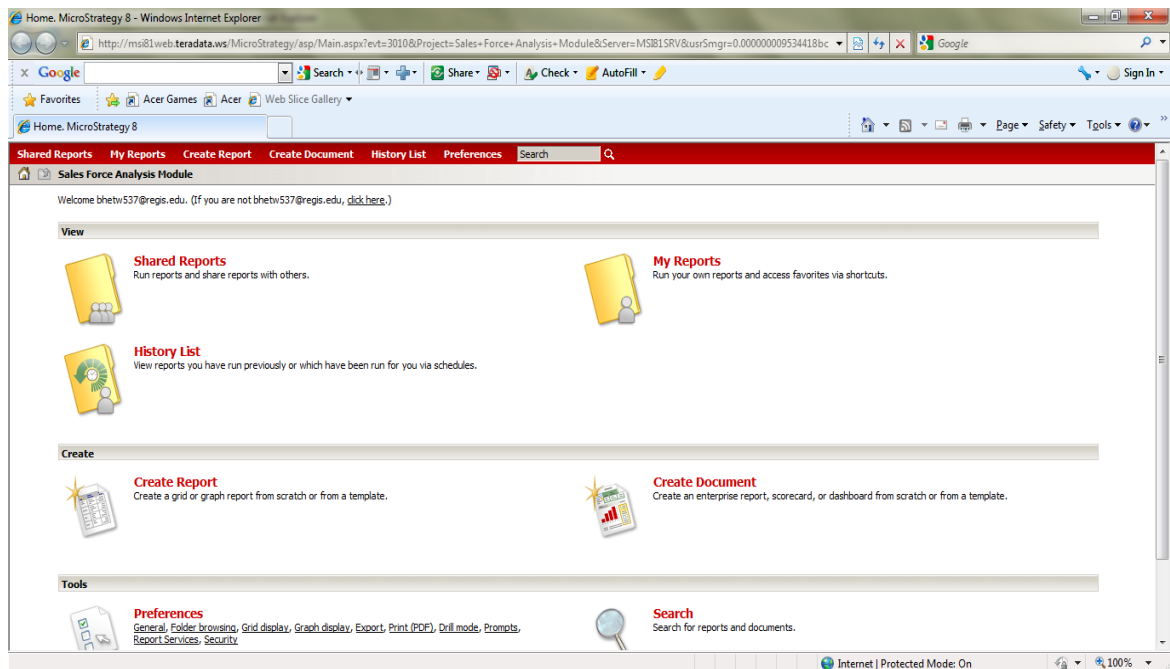 Home. MicroStrategy 8 - Windows Internet Explorer
http://msi81web.teradata.ws/MicroStrategy/asp/Main.aspx?evt=3010&Project=Sales+Force+Analysis+Module&Server=MSI81SRV&usrSmgr=0.00000009534418bc Google
x Google Search Share Check AutoFill Sign In
Favorites Acer Games Acer Web Slice Gallery
Home. MicroStrategy 8 Page Safety Tools »
Shared Reports My Reports Create Report Create Document History List Preferences Search
Sales Force Analysis Module
Welcome bhetw537@regis.edu. (If you are not bhetw537@regis.edu, click here.)
View
Shared Reports
Run reports and share reports with others.
My Reports
Run your own reports and access favorites via shortcuts.
History List
View reports you have run previously or which have been run for you via schedules.
Create
Create Report
Create a grid or graph report from scratch or from a template.
Create Document
Create an enterprise report, scorecard, or dashboard from scratch or from a template.
Tools
Preferences
General, Folder browsing, Grid display, Graph display, Export, Print (PDF), Drill mode, Prompts,
Report Services, Security
Search
Search for reports and documents.
Internet | Protected Mode: On 100%